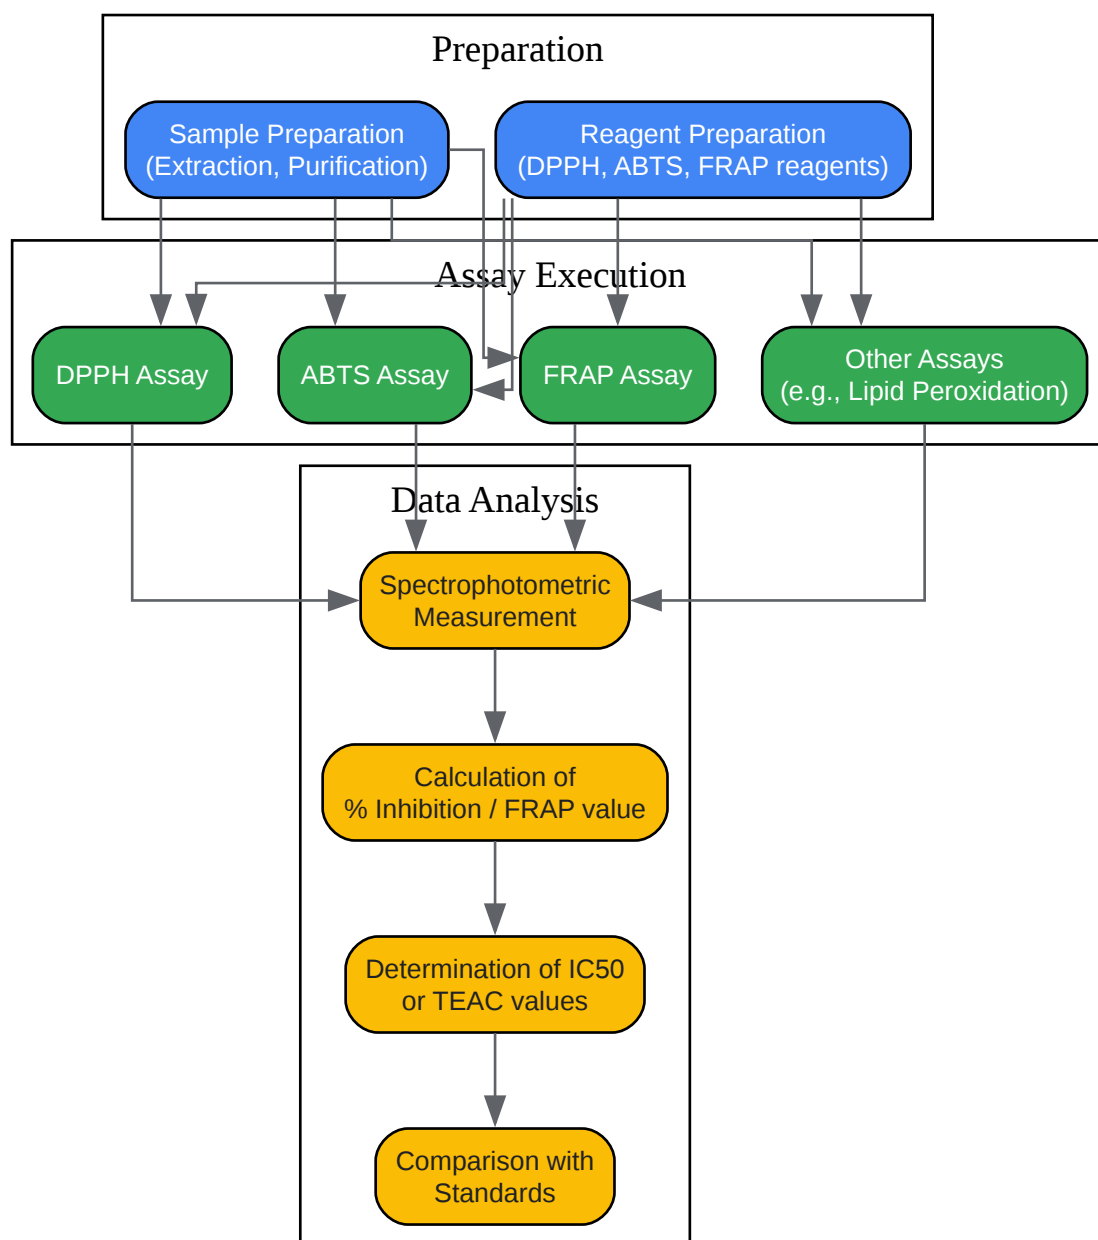 Preparation
Sample Preparation
(Extraction, Purification)
Reagent Preparation
(DPPH, ABTS, FRAP reagents)
Assay Execution
DPPH Assay
ABTS Assay
FRAP Assay
Other Assays
(e.g., Lipid Peroxidation)
Data Analysis
Spectrophotometric
Measurement
Calculation of
% Inhibition / FRAP value
Determination of IC50
or TEAC values
Comparison with
Standards